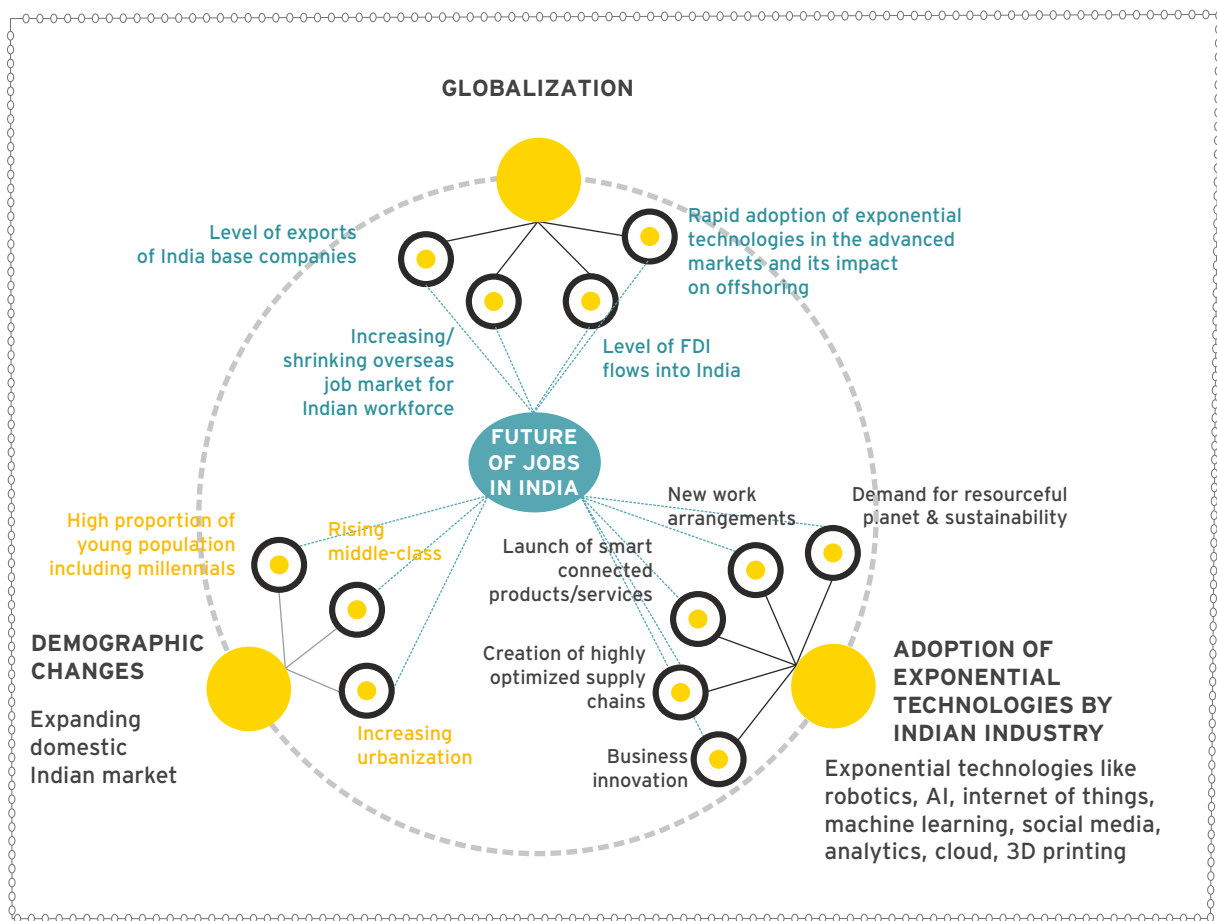 GLOBALIZATION
Level of exports
of India base companies
Rapid adoption of exponential
technologies in the advanced
markets and its impact
on offshoring
Increasing/
shrinking overseas
job market for
Indian workforce
Level of FDI
flows into India
FUTURE
OF JOBS
IN INDIA
High proportion of
young population
including millennials
Rising
middle-class
Increasing
urbanization
DEMOGRAPHIC
CHANGES
Expanding
domestic
Indian market
New work
arrangements
Demand for resourceful
planet & sustainability
Launch of smart
connected
products/services
Creation of highly
optimized supply
chains
Business
innovation
ADOPTION OF
EXPONENTIAL
TECHNOLOGIES BY
INDIAN INDUSTRY
Exponential technologies like
robotics, AI, internet of things,
machine learning, social media,
analytics, cloud, 3D printing